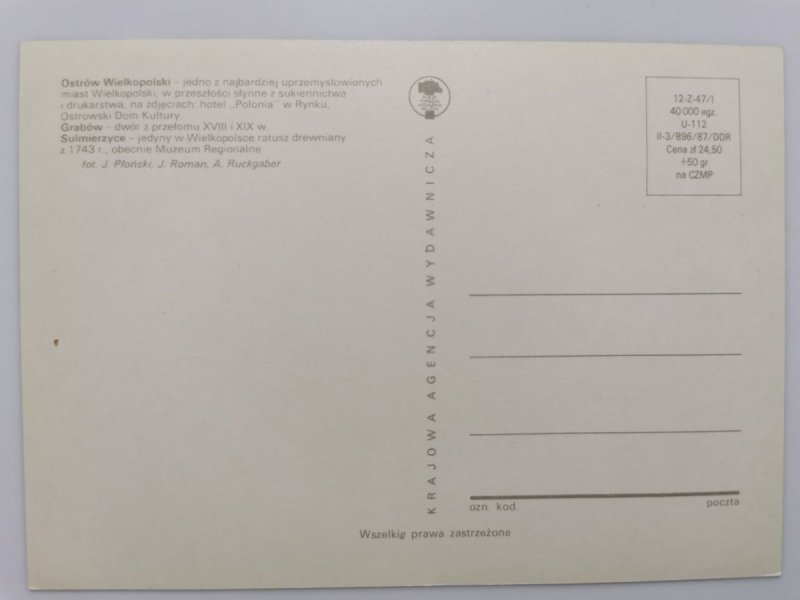 Ostrów Wielkopolski – jedno z najbardziej uprzemysłowionych
miast Wielkopolski, w przeszłości słynne z sukiennictwa
i drukarstwa, na zdjęciach: hotel „Polonia" w Rynku,
Ostrowski Dom Kultury.
Grabów – dwór z przełomu XVIII i XIX w.
Sulmierzyce – jedyny w Wielkopolsce ratusz drewniany
z 1743 r., obecnie Muzeum Regionalne
fot. J. Płoński, J. Roman, A. Ruckgaber
KRAJOWA AGENCJA WYDAWNICZA
12-Z-47/I
40 000 egz.
U-112
II-3/896/87/DDR
Cena zł 24,50
+50 gr
na CZMP
ozn. kod.
poczta
Wszelkie prawa zastrzeżone